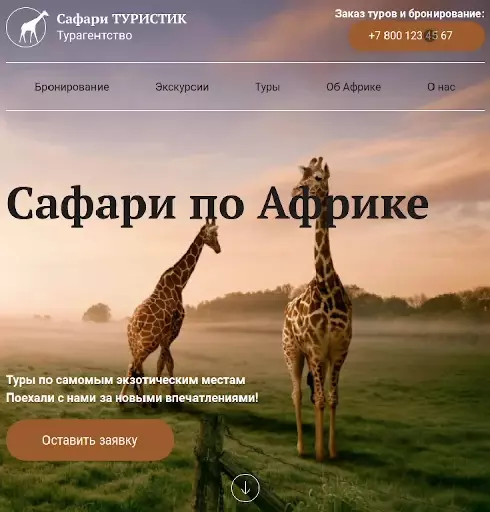 Сафари ТУРИСТИК
Турагентство
Заказ туров и бронирование:
+7 800 123 45 67
Бронирование
Экскурсии
Туры
Об Африке
О нас
Сафари по Африке
Туры по самомым экзотическим местам
Поехали с нами за новыми впечатлениями!
Оставить заявку